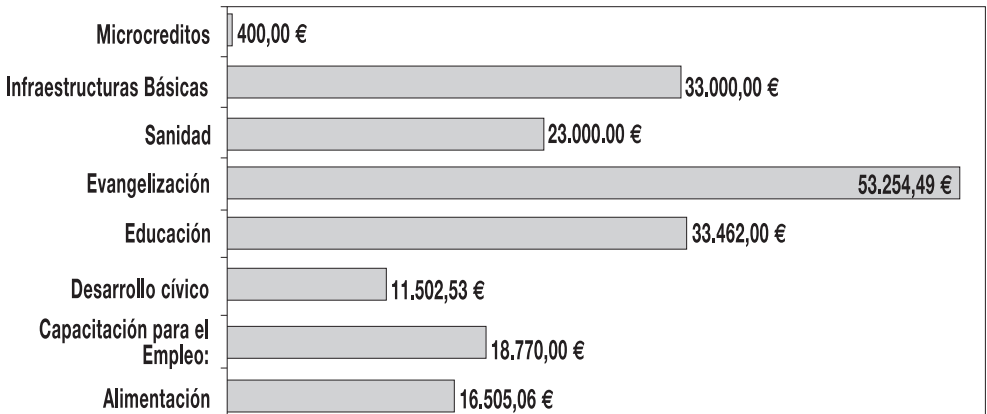 Microcreditos 400,00 €
Infraestructuras Básicas 33.000,00 €
Sanidad 23.000.00 €
Evangelización 53.254,49 €
Educación 33.462,00 €
Desarrollo cívico 11.502,53 €
Capacitación para el
Empleo: 18.770,00 €
Alimentación 16.505,06 €